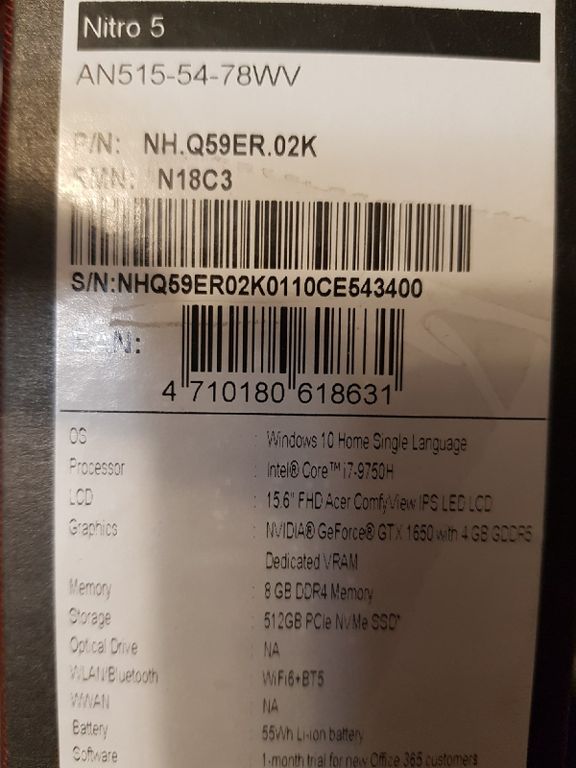 Nitro 5
AN515-54-78WV
P/N: NH.Q59ER.02K
RMN: N18C3
S/N:NHQ59ER02K0110CE543400
EAN:
4 710180 618631
OS : Windows 10 Home Single Language
Processor : Intel® Core™ i7-9750H
LCD : 15.6" FHD Acer ComfyView IPS LED LCD
Graphics : NVIDIA® GeForce® GTX 1650 with 4 GB GDDR5
Dedicated VRAM
Memory : 8 GB DDR4 Memory
Storage : 512GB PCIe NVMe SSD*
Optical Drive : NA
WLAN/Bluetooth : WiFi6+BT5
WWAN : NA
Battery : 55Wh Li-ion battery
Software : 1-month trial for new Office 365 customers